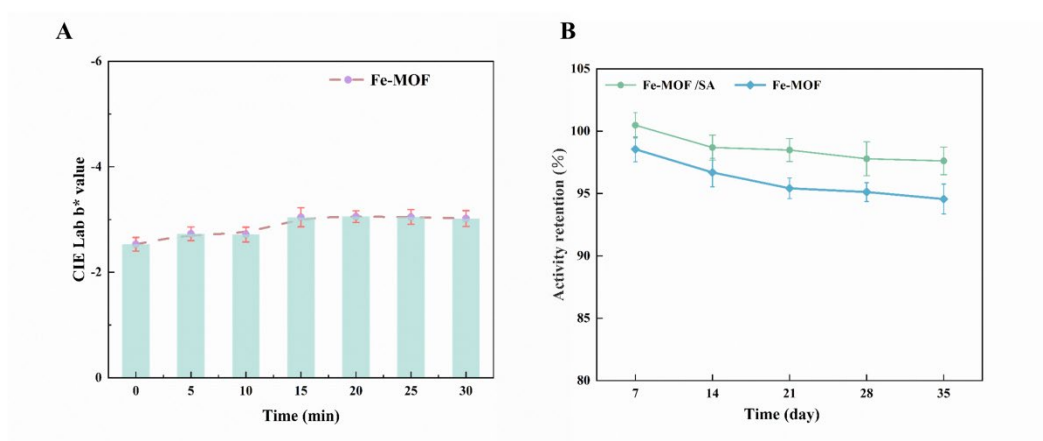 A
CIE Lab b* value
-6
-4
-2
0
Fe-MOF
0 5 10 15 20 25 30
Time (min)
B
Activity retention (%)
105
100
95
90
85
80
Fe-MOF /SA Fe-MOF
7 14 21 28 35
Time (day)